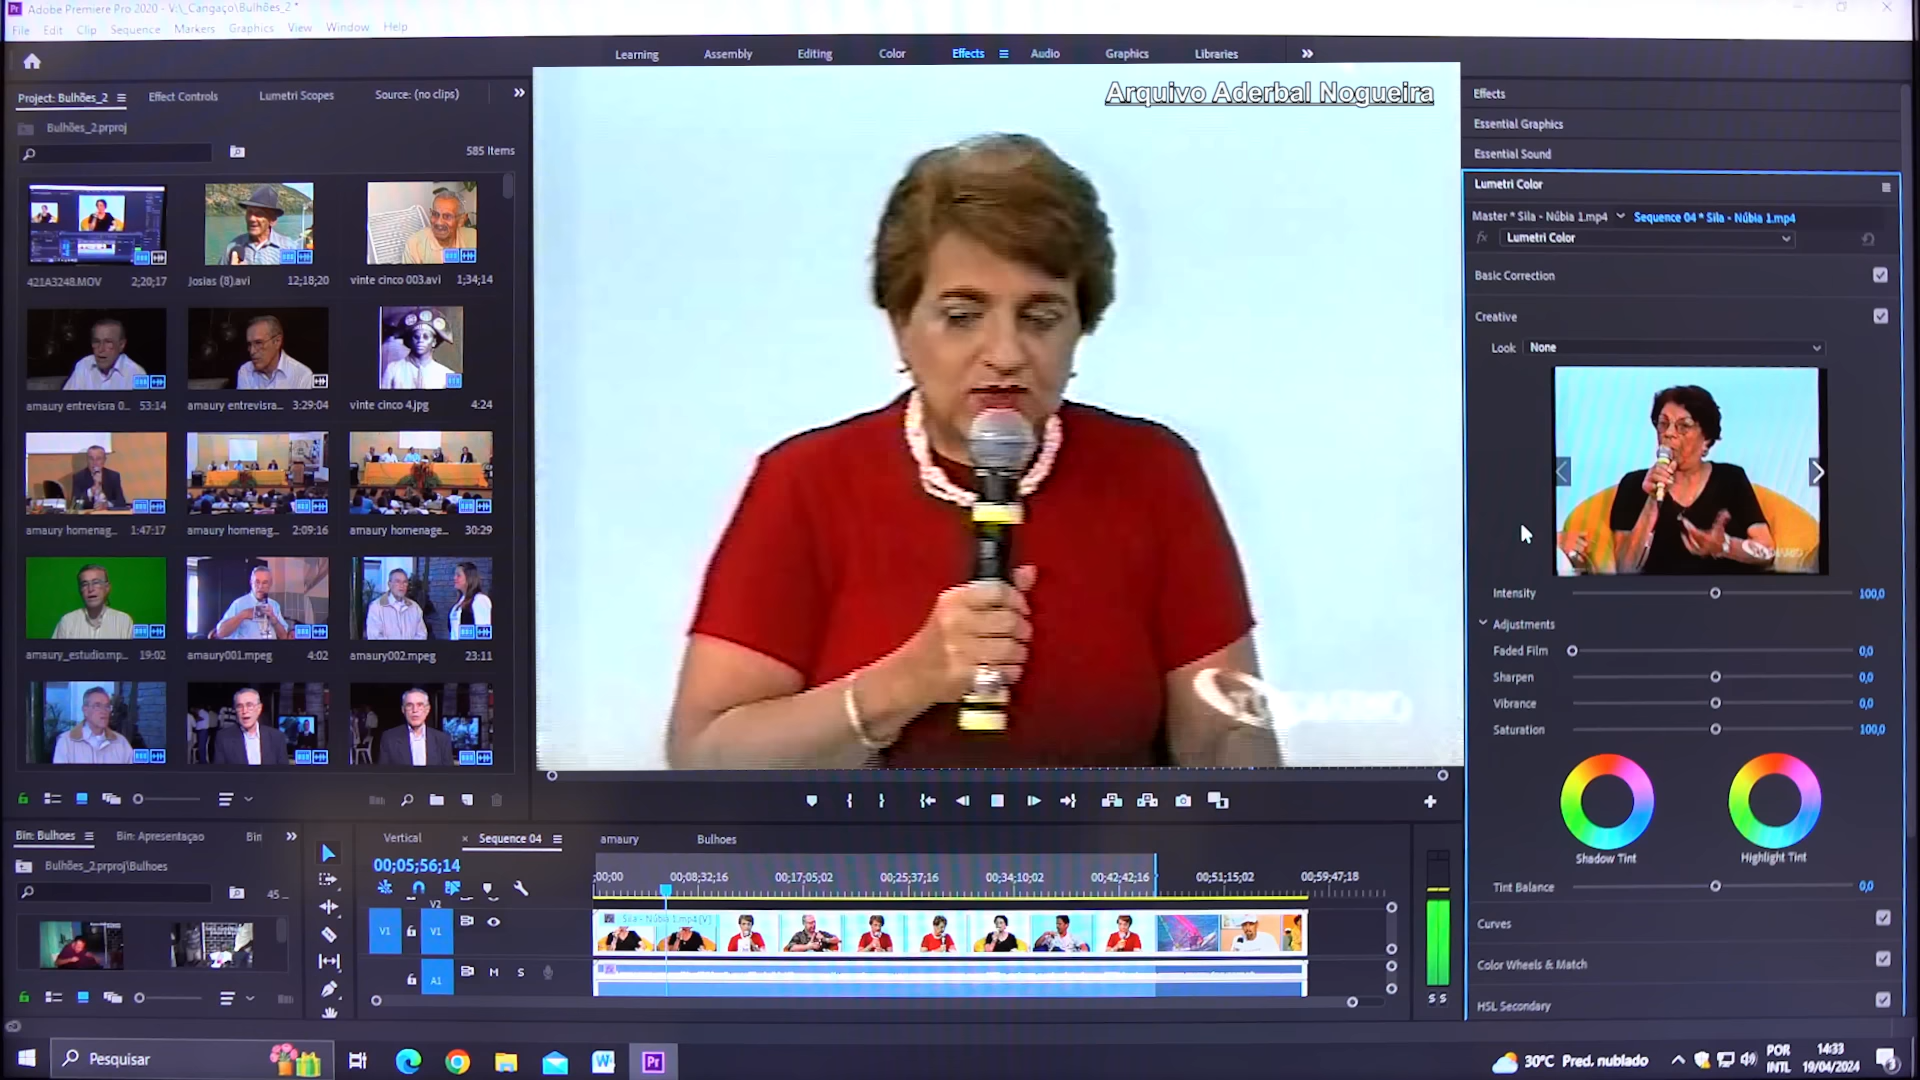 Adobe Premiere Pro 2020 - V:\_Cangaço\Bulhões_2 *
File Edit Clip Sequence Markers Graphics View Window Help
Learning Assembly Editing Color Effects Audio Graphics Libraries
Project: Bulhões_2 Effect Controls Lumetri Scopes Source: (no clips)
Bulhões_2.prproj
585 Items
421A3248.MOV 2;20;17
Josias (8).avi 12;18;20
vinte cinco 003.avi 1;34;14
amaury entrevisra 0... 53:14
amaury entrevisra... 3:29:04
vinte cinco 4.jpg 4:24
amaury homenag... 1:47:17
amaury homenag... 2:09:16
amaury homenage... 30:29
amaury_estudio.mp... 19:02
amaury001.mpeg 4:02
amaury002.mpeg 23:11
Arquivo Aderbal Nogueira
Effects
Essential Graphics
Essential Sound
Lumetri Color
Master * Sila - Núbia 1.mp4 Sequence 04 * Sila - Núbia 1.mp4
fx Lumetri Color
Basic Correction
Creative
Look None
Intensity 100,0
Adjustments
Faded Film 0,0
Sharpen 0,0
Vibrance 0,0
Saturation 100,0
Shadow Tint Highlight Tint
Tint Balance 0,0
Curves
Color Wheels & Match
HSL Secondary
Bin: Bulhoes Bin: Apresentaçao Bin
Bulhões_2.prproj\Bulhoes
45 ...
Vertical × Sequence 04 amaury Bulhoes
00;05;56;14
;00;00 00;08;32;16 00;17;05;02 00;25;37;16 00;34;10;02 00;42;42;16 00;51;15;02 00;59;47;18
V2
V1 V1
Sila - Núbia 1.mp4 [V]
A1 M S
S S
Pesquisar
30°C Pred. nublado
POR
INTL
14:33
19/04/2024